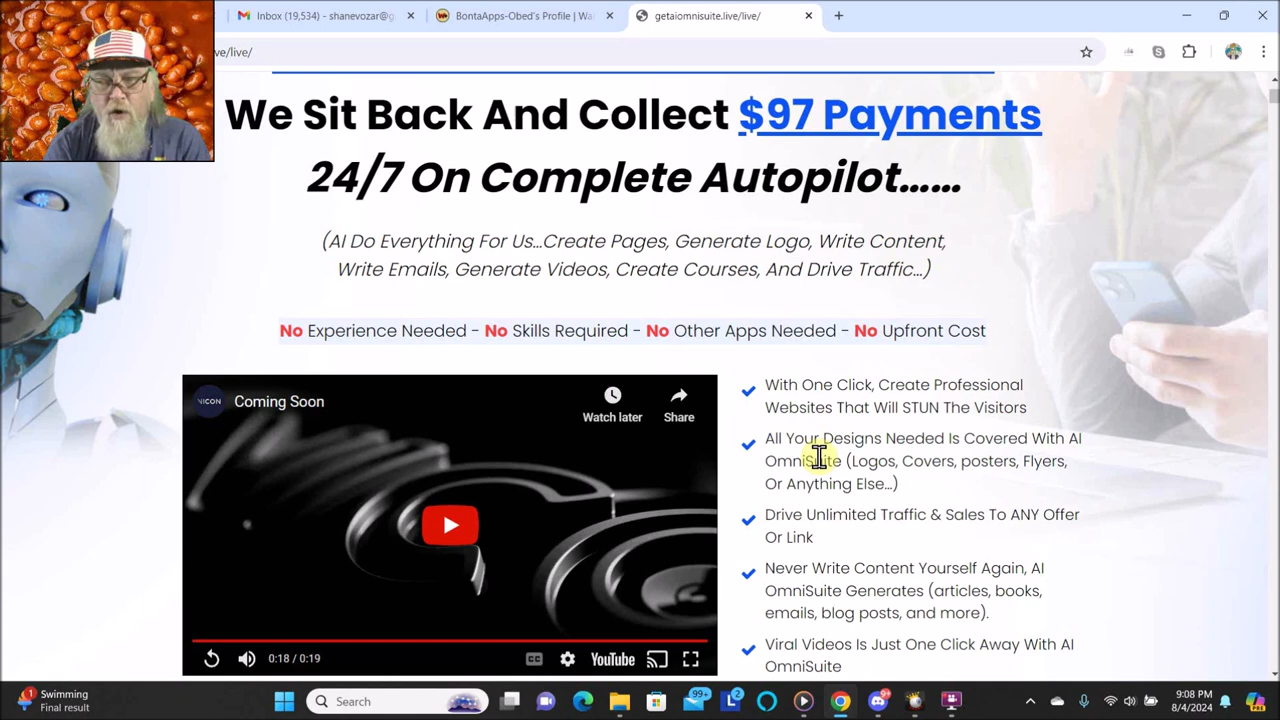 Inbox (19,534) - shanevozar@g
BontaApps-Obed's Profile | Wa
getaiomnisuite.live/live/
ve/live/
We Sit Back And Collect $97 Payments
24/7 On Complete Autopilot……
(AI Do Everything For Us...Create Pages, Generate Logo, Write Content,
Write Emails, Generate Videos, Create Courses, And Drive Traffic...)
No Experience Needed - No Skills Required - No Other Apps Needed - No Upfront Cost
NICON
Coming Soon
Watch later
Share
0:18 / 0:19
CC
YouTube
With One Click, Create Professional
Websites That Will STUN The Visitors
All Your Designs Needed Is Covered With AI
OmniSuite (Logos, Covers, posters, Flyers,
Or Anything Else...)
Drive Unlimited Traffic & Sales To ANY Offer
Or Link
Never Write Content Yourself Again, AI
OmniSuite Generates (articles, books,
emails, blog posts, and more).
Viral Videos Is Just One Click Away With AI
OmniSuite
1
Swimming
Final result
Search
99+
L
2
9:08 PM
8/4/2024
PRE